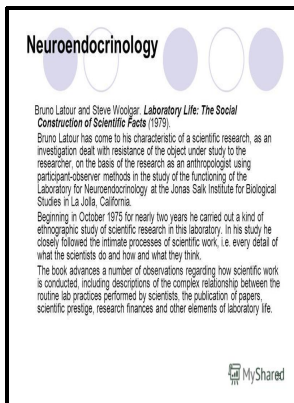 Neuroendocrinology
Bruno Latour and Steve Woolgar. Laboratory Life: The Social
Construction of Scientific Facts (1979).
Bruno Latour has come to his characteristic of a scientific research, as an
investigation dealt with resistance of the object under study to the
researcher, on the basis of the research as an anthropologist using
participant-observer methods in the study of the functioning of the
Laboratory for Neuroendocrinology at the Jonas Salk Institute for Biological
Studies in La Jolla, California.
Beginning in October 1975 for nearly two years he carried out a kind of
ethnographic study of scientific research in this laboratory. In his study he
closely followed the intimate processes of scientific work, i.e. every detail of
what the scientists do and how and what they think.
The book advances a number of observations regarding how scientific work
is conducted, including descriptions of the complex relationship between the
routine lab practices performed by scientists, the publication of papers,
scientific prestige, research finances and other elements of laboratory life.
MyShared